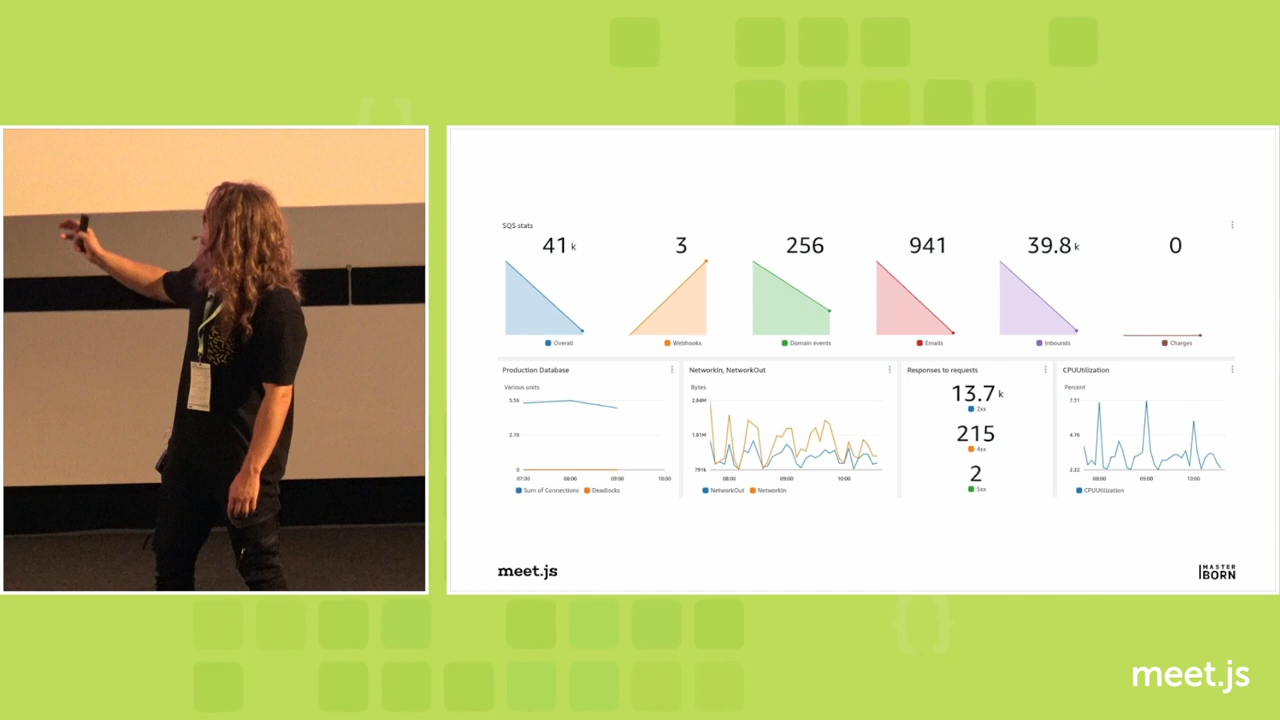 SQS stats
41 k
3
256
941
39.8 k
0
Overall
Webhooks
Domain events
Emails
Inbounds
Charges
Production Database
Various units
5.56
2.78
0
07:00 08:00 09:00 10:00
Sum of Connections Deadlocks
NetworkIn, NetworkOut
Bytes
2.84M
1.81M
791k
08:00 09:00 10:00
NetworkOut NetworkIn
Responses to requests
13.7 k
2xx
215
4xx
2
5xx
CPUUtilization
Percent
7.31
4.76
2.22
08:00 09:00 10:00
CPUUtilization
meet.js
MASTER
BORN
meet.js